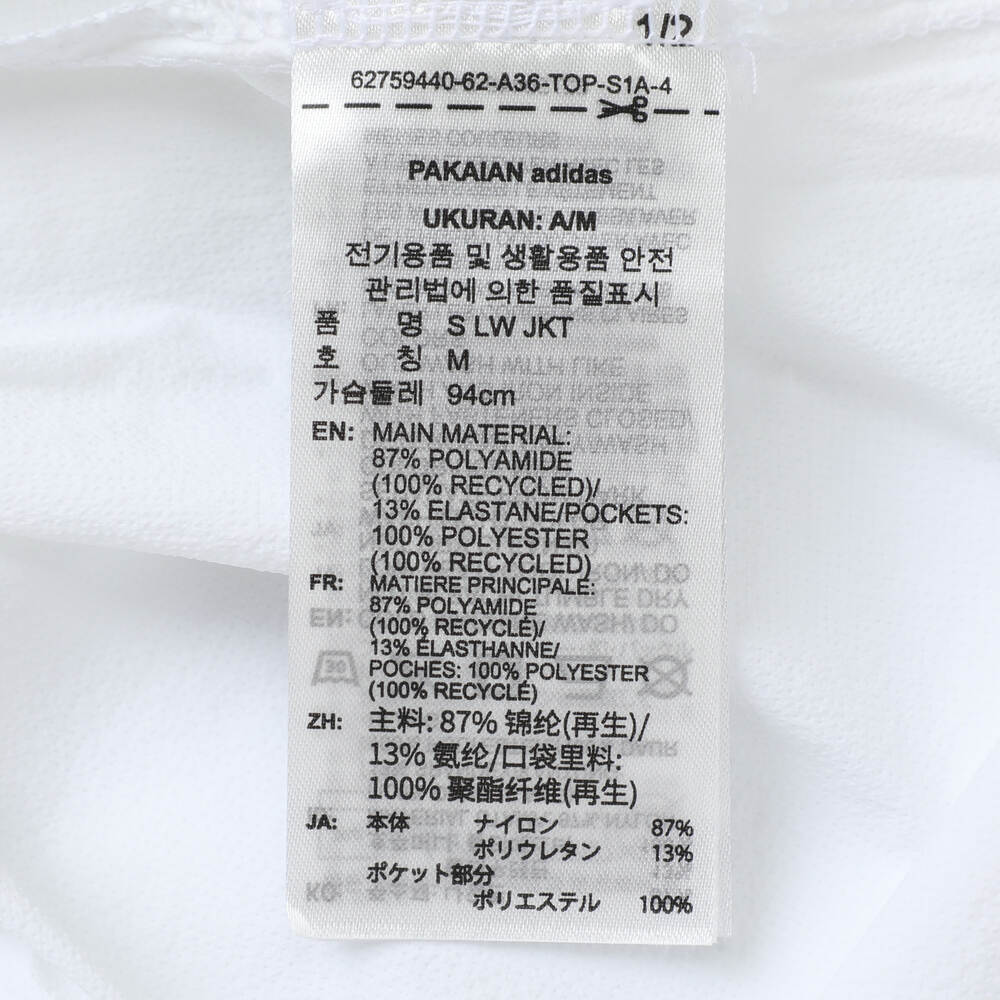 1/2
62759440-62-A36-TOP-S1A-4
PAKAIAN adidas
UKURAN: A/M
전기용품 및 생활용품 안전
관리법에 의한 품질표시
품 명 S LW JKT
호 칭 M
가슴둘레 94cm
EN: MAIN MATERIAL:
87% POLYAMIDE
(100% RECYCLED)/
13% ELASTANE/POCKETS:
100% POLYESTER
(100% RECYCLED)
FR: MATIERE PRINCIPALE:
87% POLYAMIDE
(100% RECYCLÉ)/
13% ÉLASTHANNE/
POCHES: 100% POLYESTER
(100% RECYCLÉ)
ZH: 主料: 87% 锦纶(再生)/
13% 氨纶/口袋里料:
100% 聚酯纤维(再生)
JA: 本体 ナイロン 87%
ポリウレタン 13%
ポケット部分
ポリエステル 100%